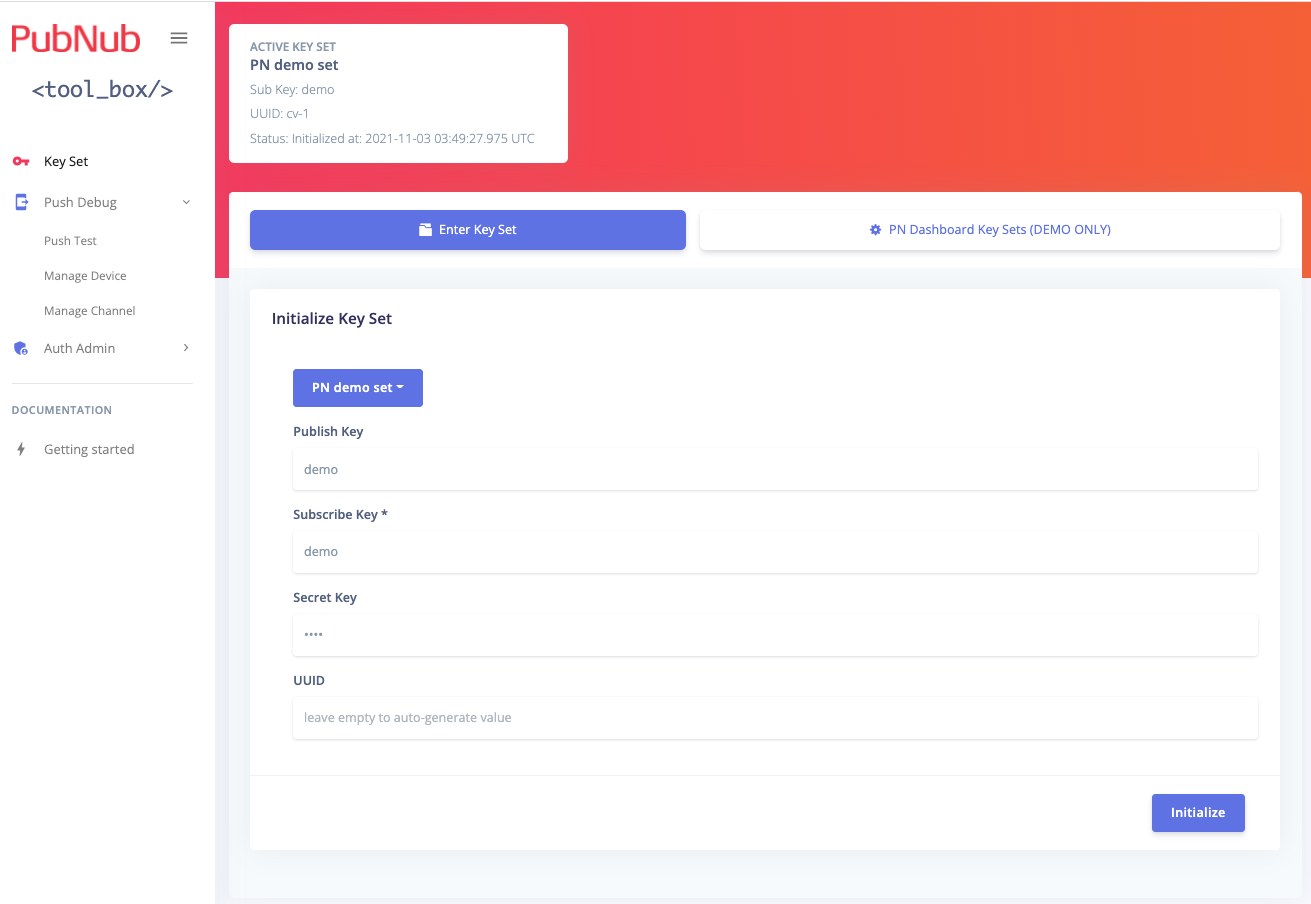 PubNub
<tool_box/>
Key Set
Push Debug
Push Test
Manage Device
Manage Channel
Auth Admin
DOCUMENTATION
Getting started
ACTIVE KEY SET
PN demo set
Sub Key: demo
UUID: cv-1
Status: Initialized at: 2021-11-03 03:49:27.975 UTC
Enter Key Set
PN Dashboard Key Sets (DEMO ONLY)
Initialize Key Set
PN demo set
Publish Key
demo
Subscribe Key *
demo
Secret Key
••••
UUID
leave empty to auto-generate value
Initialize